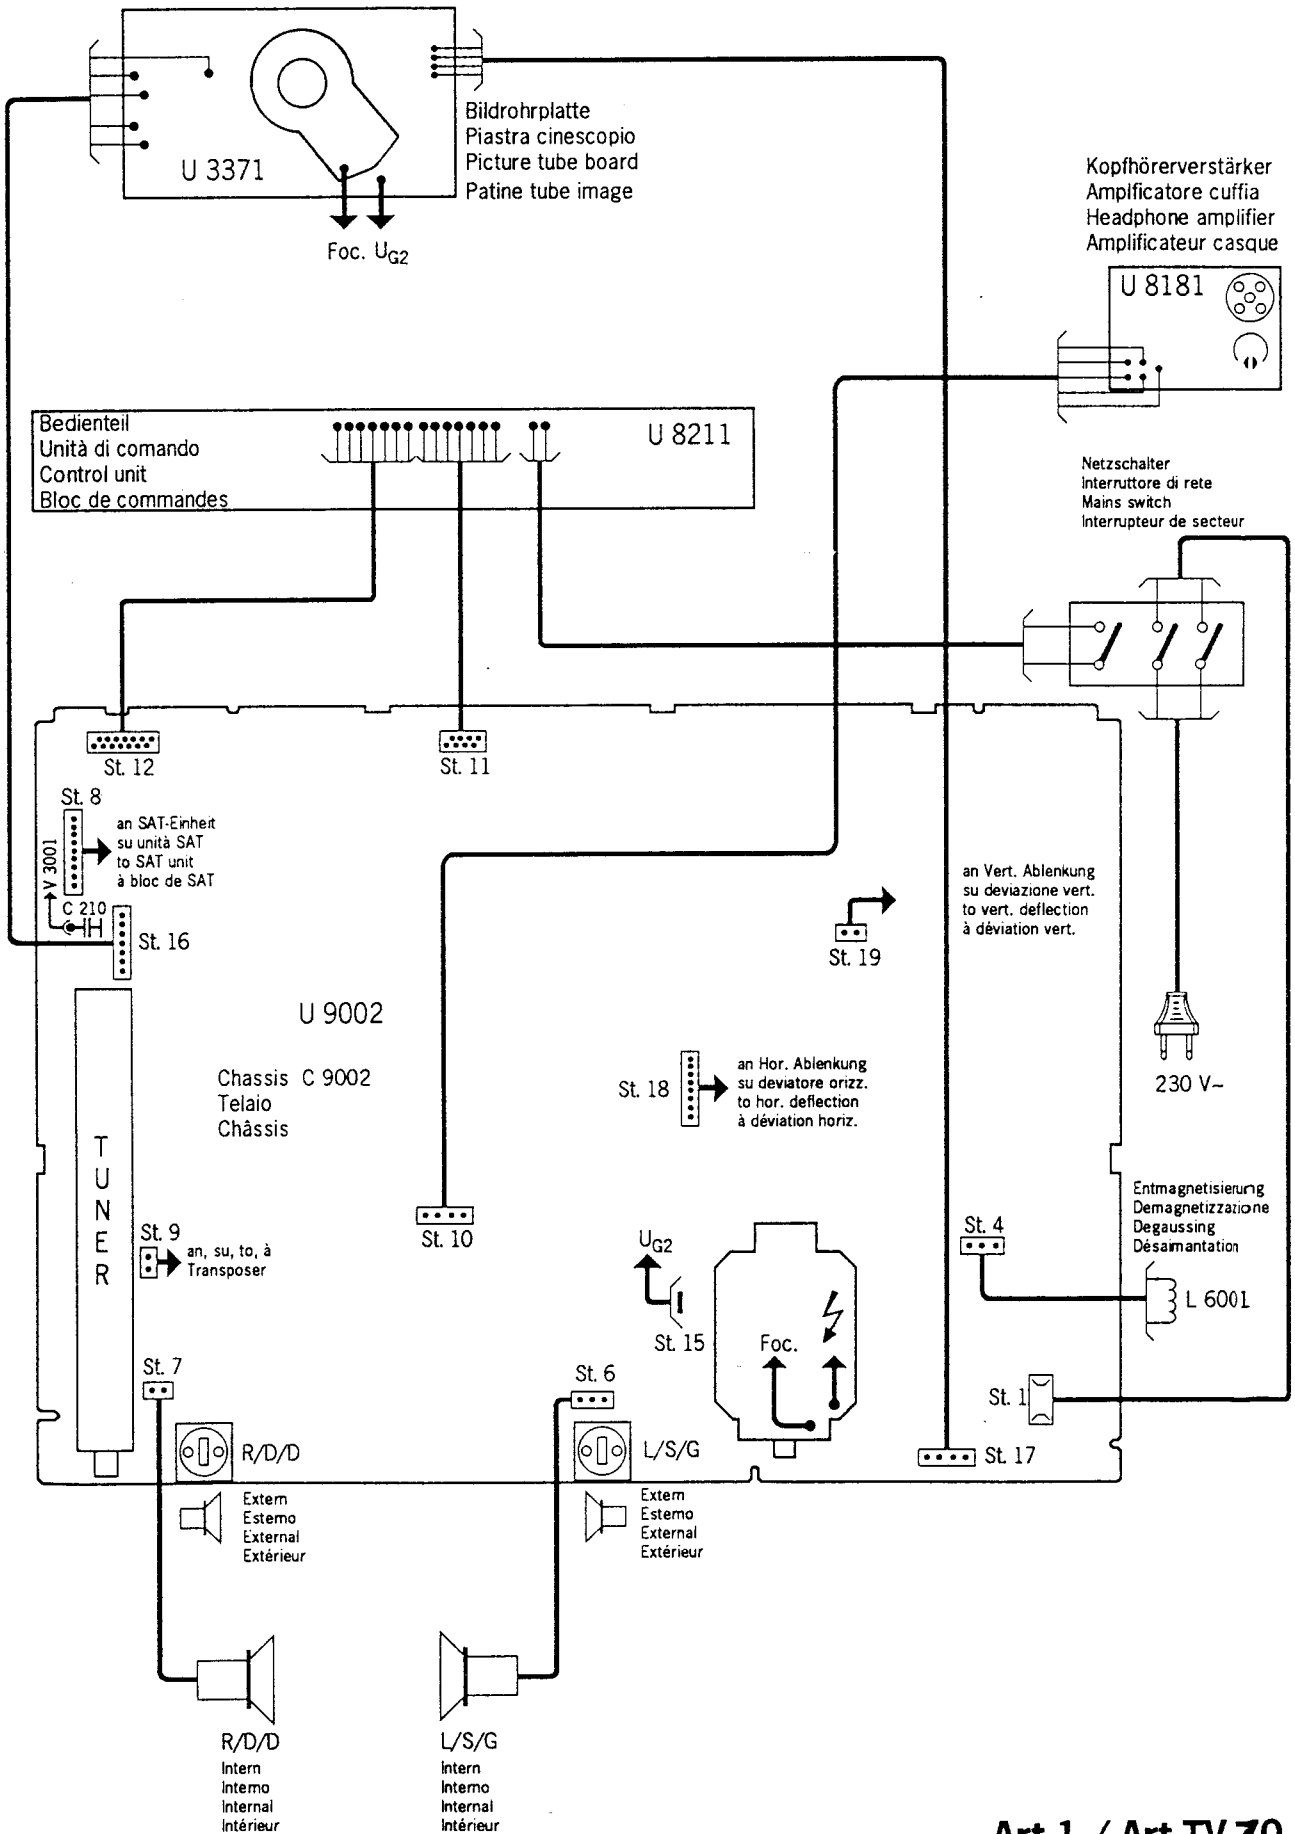 Bildrohrplatte
Piastra cinescopio
Picture tube board
Patine tube image
U 3371
Foc. UG2
Kopfhörerverstärker
Amplficatore cuffia
Headphone amplifier
Amplificateur casque
U 8181
Bedienteil
Unità di comando
Control unit
Bloc de commandes
U 8211
Netzschalter
Interruttore di rete
Mains switch
Interrupteur de secteur
St. 12
St. 11
St. 8
an SAT-Einheit
su unità SAT
to SAT unit
à bloc de SAT
V 3001
C 210
St. 16
an Vert. Ablenkung
su deviazione vert.
to vert. deflection
à déviation vert.
St. 19
U 9002
Chassis C 9002
Telaio
Châssis
St. 18
an Hor. Ablenkung
su deviatore orizz.
to hor. deflection
à déviation horiz.
230 V~
TUNER
St. 9
an, su, to, à
Transposer
St. 10
UG2
St. 15
Foc.
St. 4
Entmagnetisierung
Demagnetizzazione
Degaussing
Désaimantation
L 6001
St. 7
St. 6
St. 1
R/D/D
L/S/G
St. 17
Extern
Esterno
External
Extérieur
Extern
Esterno
External
Extérieur
R/D/D
Intern
Interno
Internal
Intérieur
L/S/G
Intern
Interno
Internal
Intérieur
Art 1 / Art TV 70